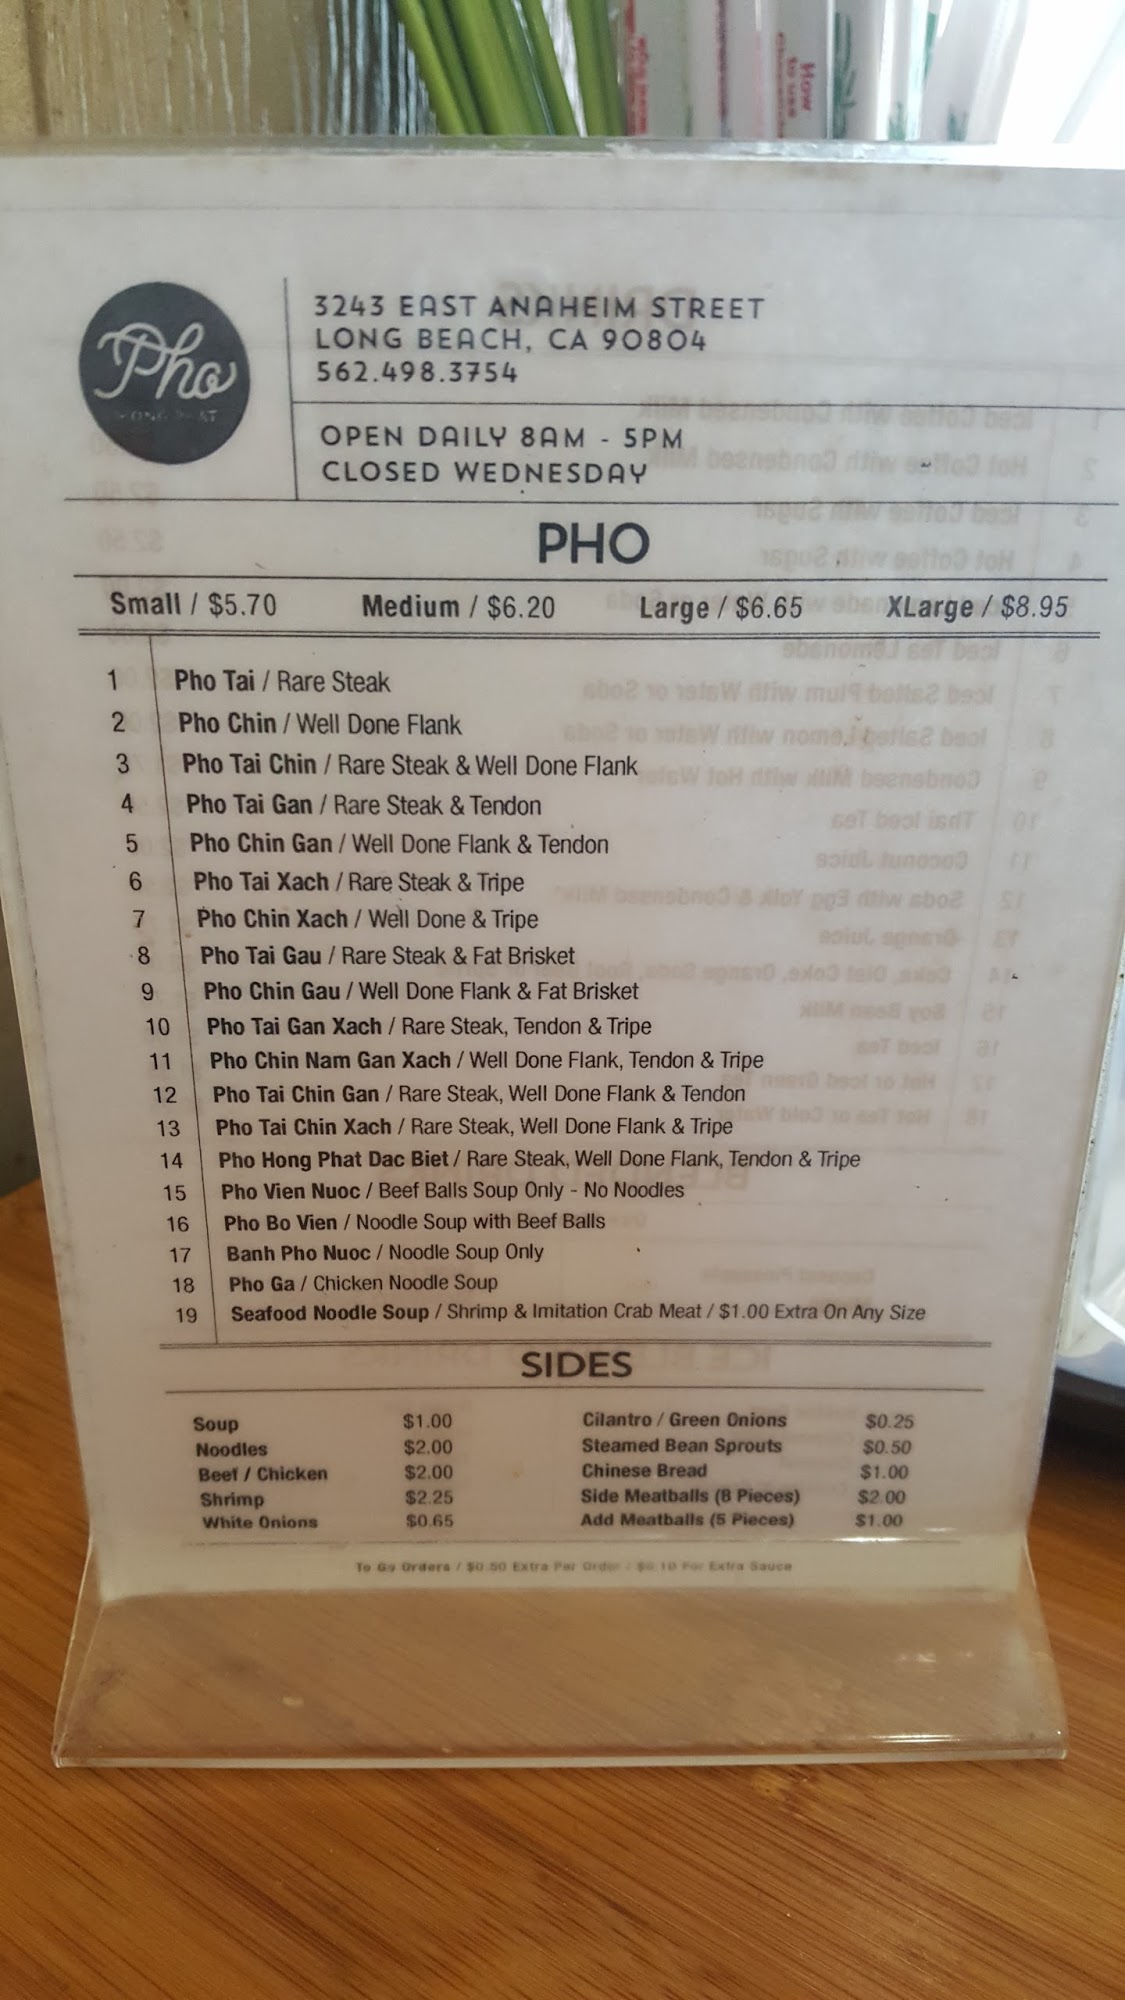 How
to use
Pho
HONG PHAT
3243 EAST ANAHEIM STREET
LONG BEACH, CA 90804
562.498.3754
OPEN DAILY 8AM - 5PM
CLOSED WEDNESDAY
PHO
Small / $5.70 Medium / $6.20 Large / $6.65 XLarge / $8.95
1 Pho Tai / Rare Steak
2 Pho Chin / Well Done Flank
3 Pho Tai Chin / Rare Steak & Well Done Flank
4 Pho Tai Gan / Rare Steak & Tendon
5 Pho Chin Gan / Well Done Flank & Tendon
6 Pho Tai Xach / Rare Steak & Tripe
7 Pho Chin Xach / Well Done & Tripe
8 Pho Tai Gau / Rare Steak & Fat Brisket
9 Pho Chin Gau / Well Done Flank & Fat Brisket
10 Pho Tai Gan Xach / Rare Steak, Tendon & Tripe
11 Pho Chin Nam Gan Xach / Well Done Flank, Tendon & Tripe
12 Pho Tai Chin Gan / Rare Steak, Well Done Flank & Tendon
13 Pho Tai Chin Xach / Rare Steak, Well Done Flank & Tripe
14 Pho Hong Phat Dac Biet / Rare Steak, Well Done Flank, Tendon & Tripe
15 Pho Vien Nuoc / Beef Balls Soup Only - No Noodles
16 Pho Bo Vien / Noodle Soup with Beef Balls
17 Banh Pho Nuoc / Noodle Soup Only
18 Pho Ga / Chicken Noodle Soup
19 Seafood Noodle Soup / Shrimp & Imitation Crab Meat / $1.00 Extra On Any Size
SIDES
Soup $1.00 Cilantro / Green Onions $0.25
Noodles $2.00 Steamed Bean Sprouts $0.50
Beef / Chicken $2.00 Chinese Bread $1.00
Shrimp $2.25 Side Meatballs (8 Pieces) $2.00
White Onions $0.65 Add Meatballs (5 Pieces) $1.00
To Go Orders / $0.50 Extra Per Order / $0.10 For Extra Sauce